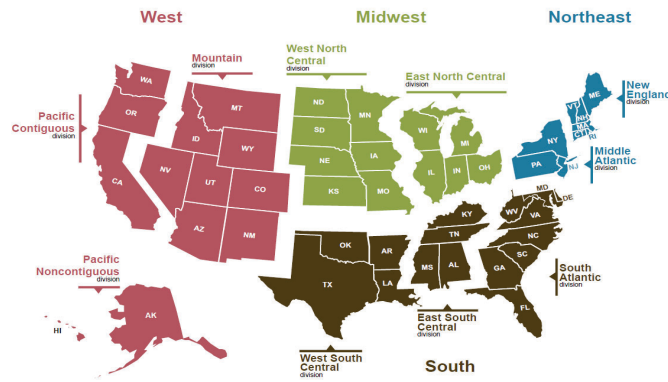 West
Midwest
Northeast
Mountain
division
West North
Central
division
East North Central
division
New
England
division
Pacific
Contiguous
division
Middle
Atlantic
division
WA
OR
CA
MT
ID
WY
NV
UT
CO
AZ
NM
ND
SD
NE
KS
MN
IA
MO
WI
MI
IL
IN
OH
ME
VT
NH
MA
CT
RI
NY
PA
NJ
MD
DE
WV
VA
KY
TN
NC
SC
GA
FL
OK
TX
AR
LA
MS
AL
Pacific
Noncontiguous
division
HI
AK
South
Atlantic
division
East South
Central
division
West South
Central
division
South